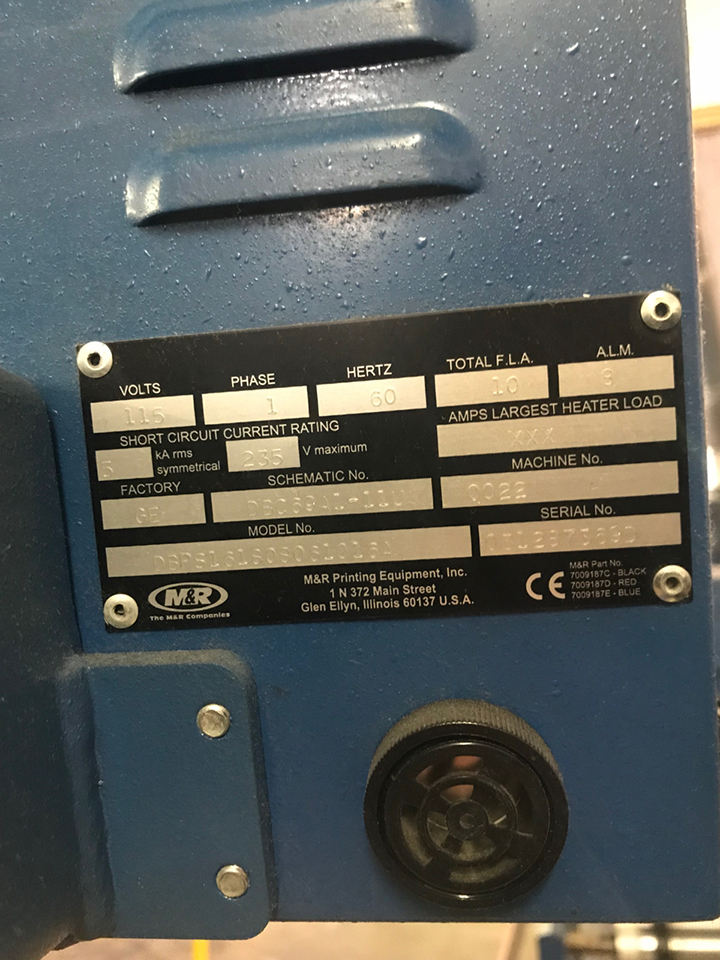 VOLTS PHASE HERTZ TOTAL F.L.A. A.L.M.
115 1 60 10 8
SHORT CIRCUIT CURRENT RATING AMPS LARGEST HEATER LOAD
5 kA rms symmetrical 235 V maximum XXX
FACTORY SCHEMATIC No. MACHINE No.
GE 0022
MODEL No. SERIAL No.
M&R
The M&R Companies
M&R Printing Equipment, Inc.
1 N 372 Main Street
Glen Ellyn, Illinois 60137 U.S.A.
CE
M&R Part No.
7009187C - BLACK
7009187D - RED
7009187E - BLUE